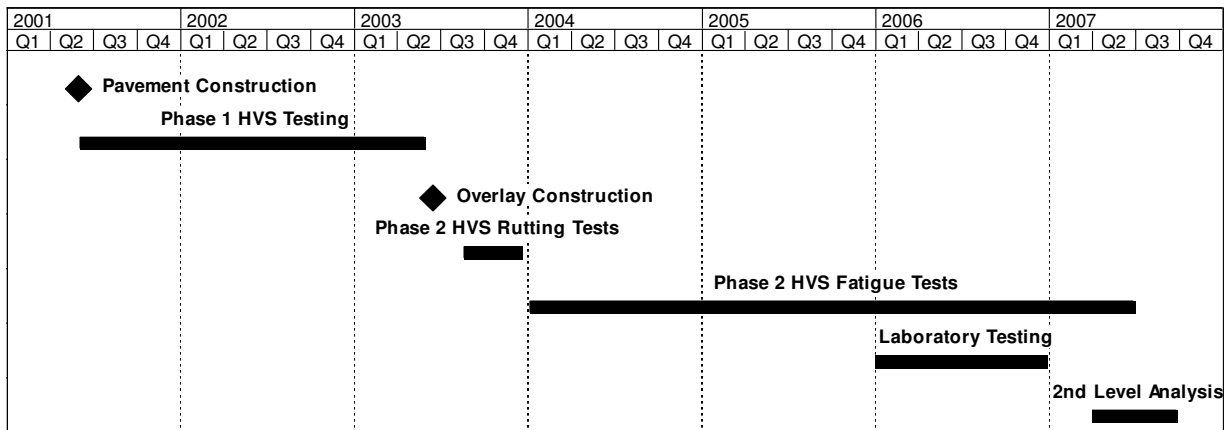 2001 2002 2003 2004 2005 2006 2007
Q1 Q2 Q3 Q4 Q1 Q2 Q3 Q4 Q1 Q2 Q3 Q4 Q1 Q2 Q3 Q4 Q1 Q2 Q3 Q4 Q1 Q2 Q3 Q4 Q1 Q2 Q3 Q4
Pavement Construction
Phase 1 HVS Testing
Overlay Construction
Phase 2 HVS Rutting Tests
Phase 2 HVS Fatigue Tests
Laboratory Testing
2nd Level Analysis